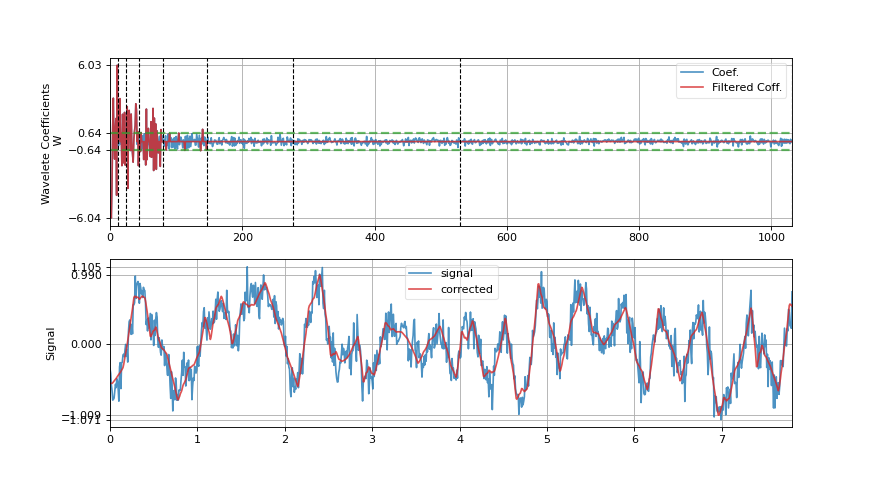 6.03
0.64
−0.64
−6.04
Wavelete Coefficients
W
Coef.
Filtered Coff.
0 200 400 600 800 1000
1.105
0.990
0.000
−1.009
−1.071
Signal
signal
corrected
0 1 2 3 4 5 6 7